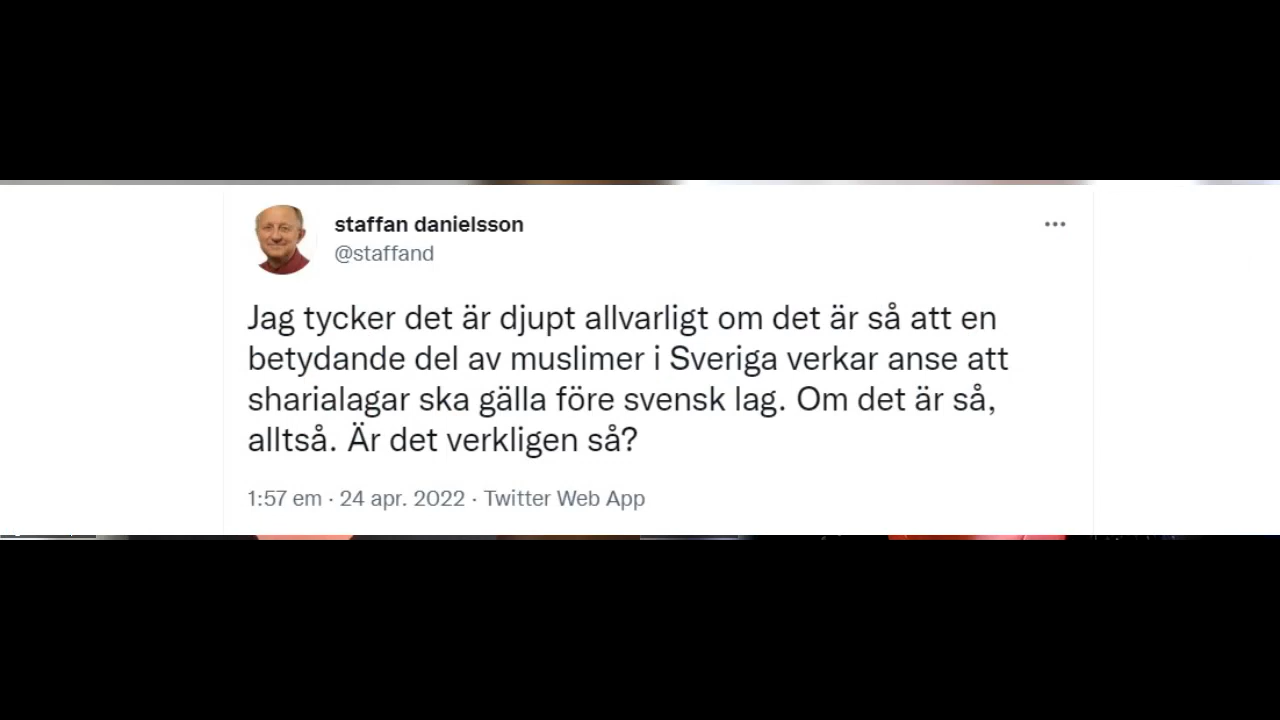 staffan danielsson
@staffand
Jag tycker det är djupt allvarligt om det är så att en
betydande del av muslimer i Sveriga verkar anse att
sharialagar ska gälla före svensk lag. Om det är så,
alltså. Är det verkligen så?
1:57 em · 24 apr. 2022 · Twitter Web App